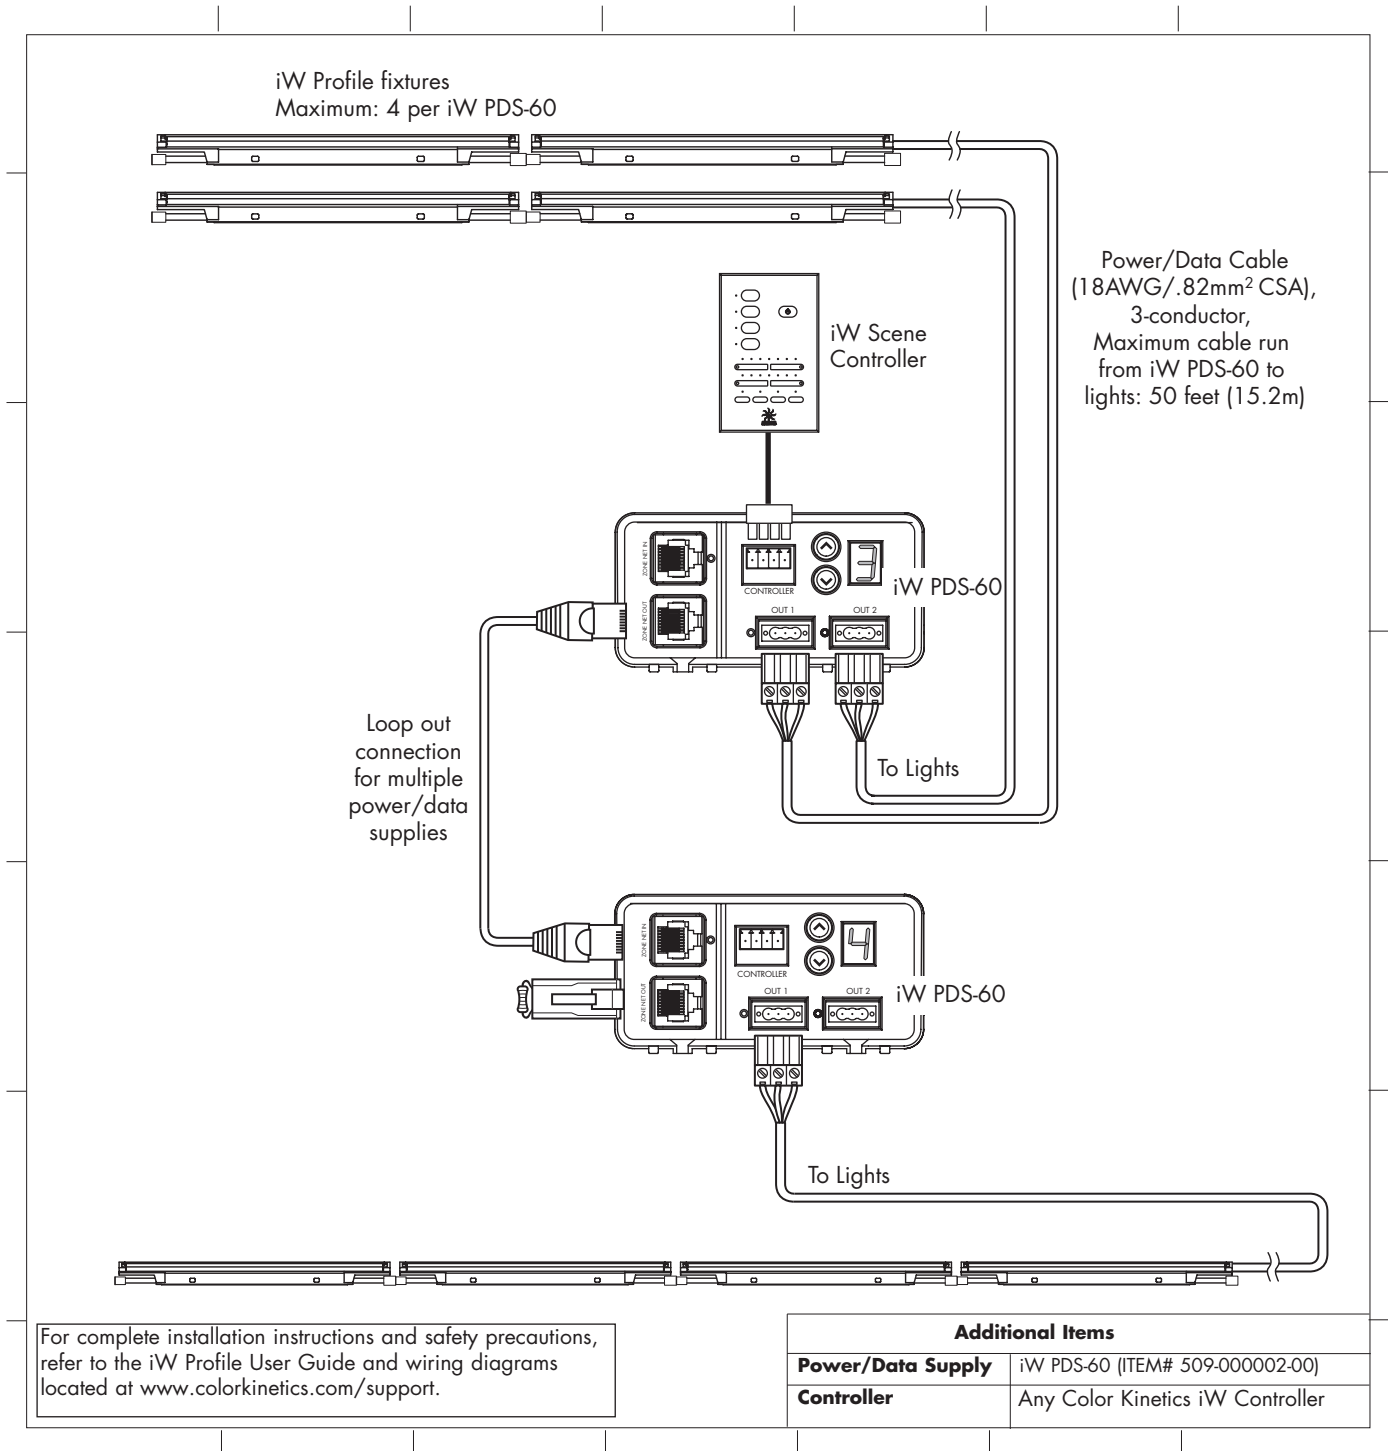 iW Profile fixtures
Maximum: 4 per iW PDS-60
Power/Data Cable
(18AWG/.82mm² CSA),
3-conductor,
Maximum cable run
from iW PDS-60 to
lights: 50 feet (15.2m)
iW Scene
Controller
ZONE NET IN
ZONE NET OUT
CONTROLLER
3
iW PDS-60
OUT 1
OUT 2
Loop out
connection
for multiple
power/data
supplies
To Lights
ZONE NET IN
ZONE NET OUT
CONTROLLER
4
iW PDS-60
OUT 1
OUT 2
To Lights
For complete installation instructions and safety precautions,
refer to the iW Profile User Guide and wiring diagrams
located at www.colorkinetics.com/support.
Additional Items
Power/Data Supply iW PDS-60 (ITEM# 509-000002-00)
Controller Any Color Kinetics iW Controller